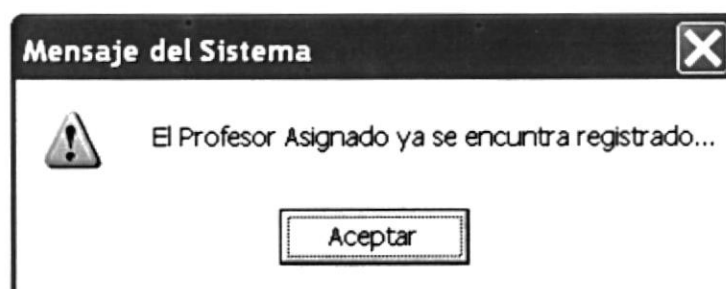 Mensaje del Sistema
El Profesor Asignado ya se encuntra registrado...
Aceptar